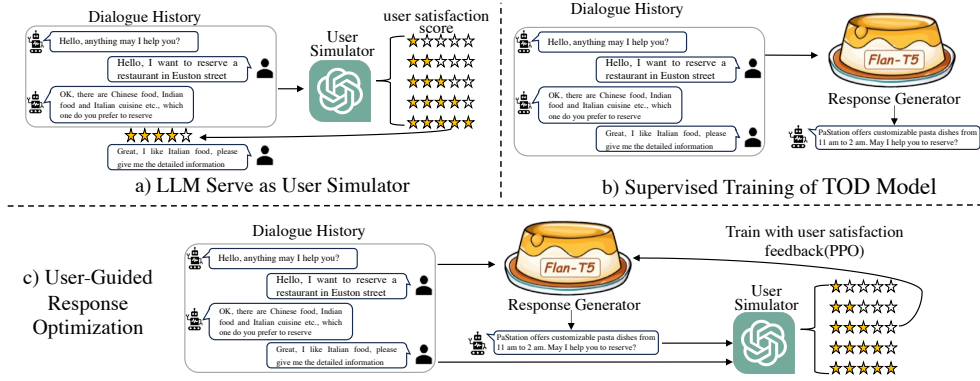 Dialogue History
Hello, anything may I help you?
Hello, I want to reserve a
restaurant in Euston street
OK, there are Chinese food, Indian
food and Italian cuisine etc., which
one do you prefer to reserve
Great, I like Italian food, please
give me the detailed information
User
Simulator
user satisfaction
score
a) LLM Serve as User Simulator
Dialogue History
Hello, anything may I help you?
Hello, I want to reserve a
restaurant in Euston street
OK, there are Chinese food, Indian
food and Italian cuisine etc., which
one do you prefer to reserve
Great, I like Italian food, please
give me the detailed information
Flan-T5
Response Generator
PaStation offers customizable pasta dishes from
11 am to 2 am. May I help you to reserve?
b) Supervised Training of TOD Model
c) User-Guided
Response
Optimization
Dialogue History
Hello, anything may I help you?
Hello, I want to reserve a
restaurant in Euston street
OK, there are Chinese food, Indian
food and Italian cuisine etc., which
one do you prefer to reserve
Great, I like Italian food, please
give me the detailed information
Flan-T5
Response Generator
PaStation offers customizable pasta dishes from
11 am to 2 am. May I help you to reserve?
User
Simulator
Train with user satisfaction
feedback(PPO)